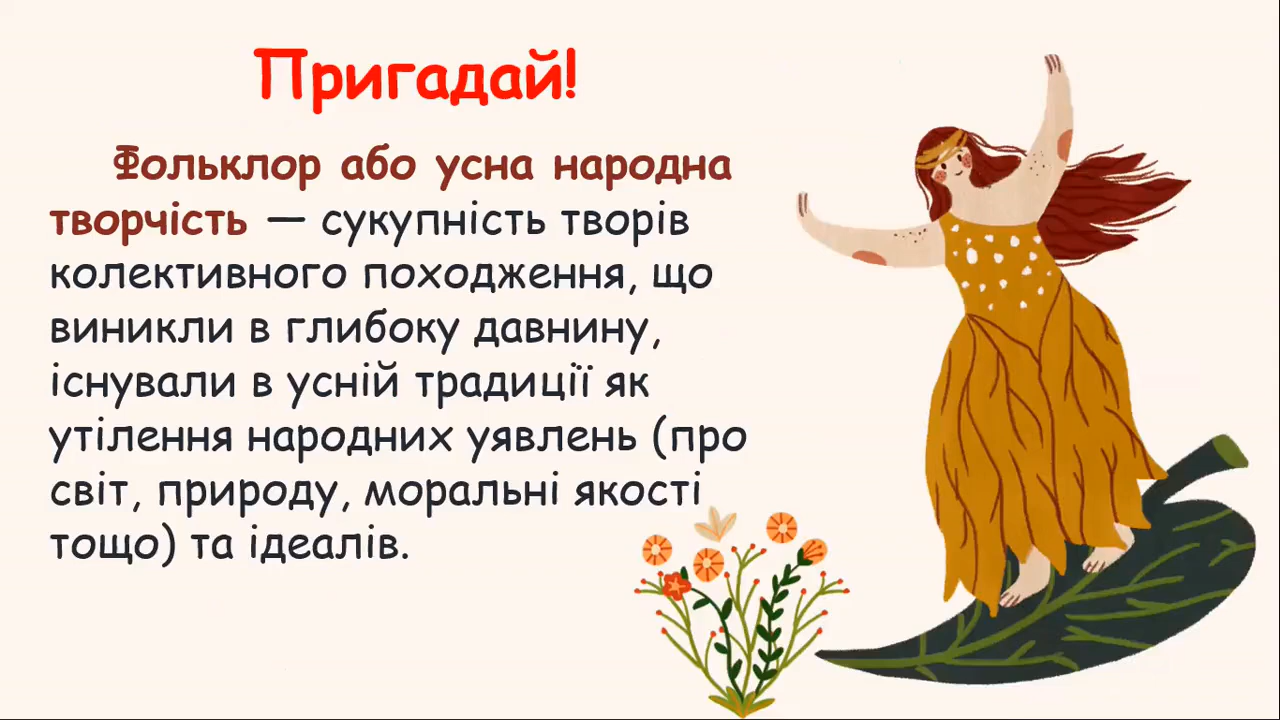 Пригадай!
Фольклор або усна народна
творчість — сукупність творів
колективного походження, що
виникли в глибоку давнину,
існували в усній традиції як
утілення народних уявлень (про
світ, природу, моральні якості
тощо) та ідеалів.